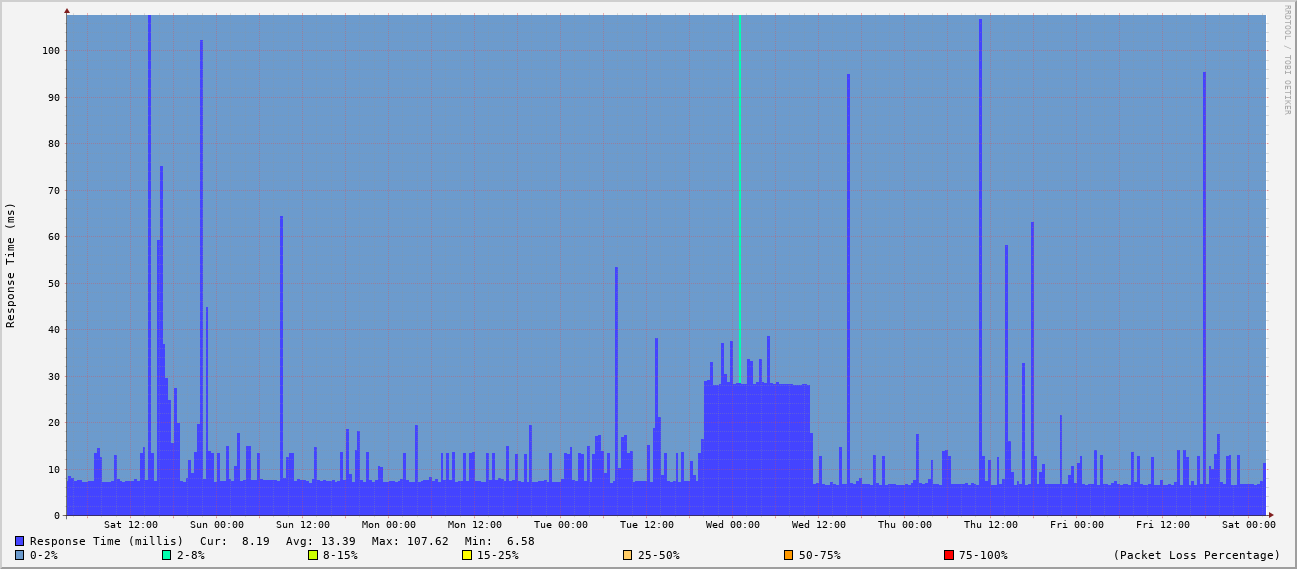 RRDTOOL / TOBI OETIKER
Response Time (ms)
100
90
80
70
60
50
40
30
20
10
0
Sat 12:00 Sun 00:00 Sun 12:00 Mon 00:00 Mon 12:00 Tue 00:00 Tue 12:00 Wed 00:00 Wed 12:00 Thu 00:00 Thu 12:00 Fri 00:00 Fri 12:00 Sat 00:00
Response Time (millis) Cur: 8.19 Avg: 13.39 Max: 107.62 Min: 6.58
0-2% 2-8% 8-15% 15-25% 25-50% 50-75% 75-100% (Packet Loss Percentage)